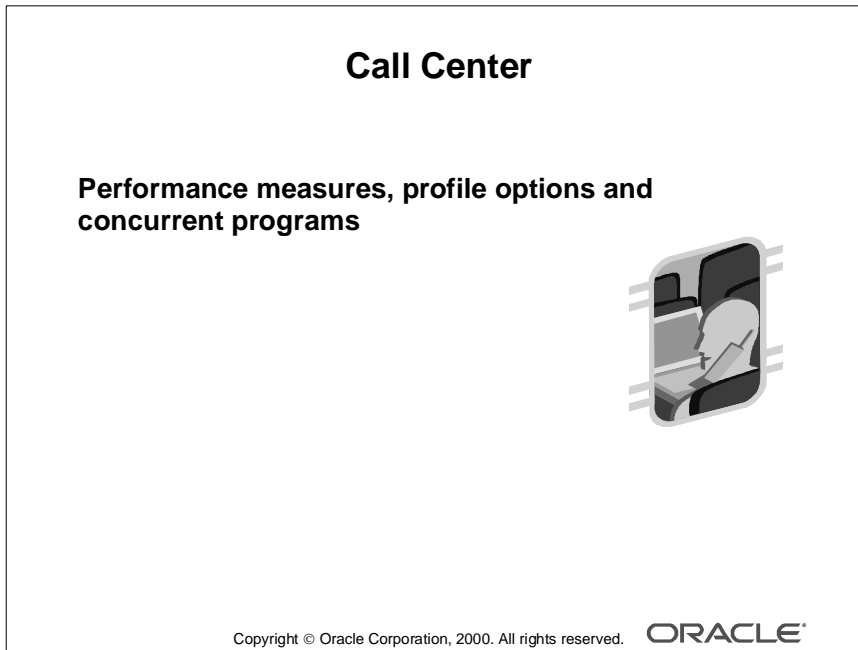 Call Center
Performance measures, profile options and
concurrent programs
Copyright © Oracle Corporation, 2000. All rights reserved. ORACLE®